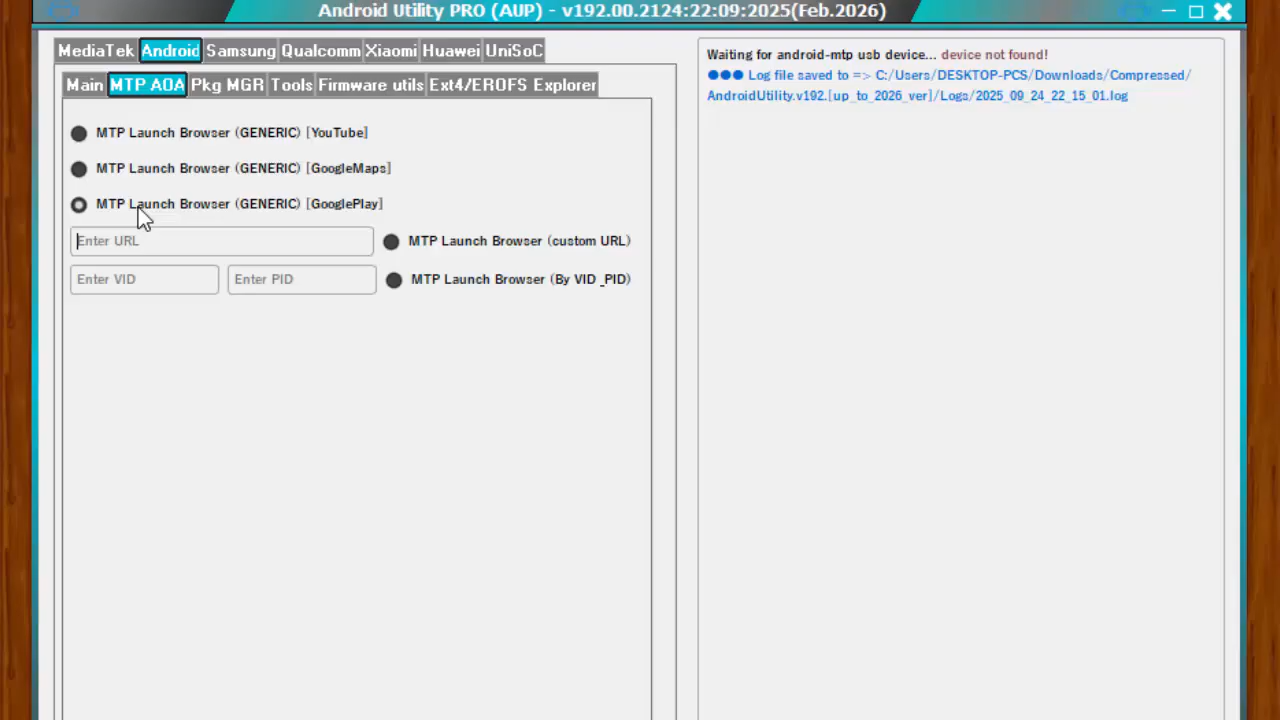 Android Utility PRO (AUP) - v192.00.2124:22:09:2025(Feb.2026)
MediaTek Android Samsung Qualcomm Xiaomi Huawei UniSoC
Main MTP AOA Pkg MGR Tools Firmware utils Ext4/EROFS Explorer
MTP Launch Browser (GENERIC) [YouTube]
MTP Launch Browser (GENERIC) [GoogleMaps]
MTP Launch Browser (GENERIC) [GooglePlay]
Enter URL MTP Launch Browser (custom URL)
Enter VID Enter PID MTP Launch Browser (By VID _PID)
Waiting for android-mtp usb device... device not found!
●●● Log file saved to => C:/Users/DESKTOP-PCS/Downloads/Compressed/
AndroidUtility.v192.[up_to_2026_ver]/Logs/2025_09_24_22_15_01.log